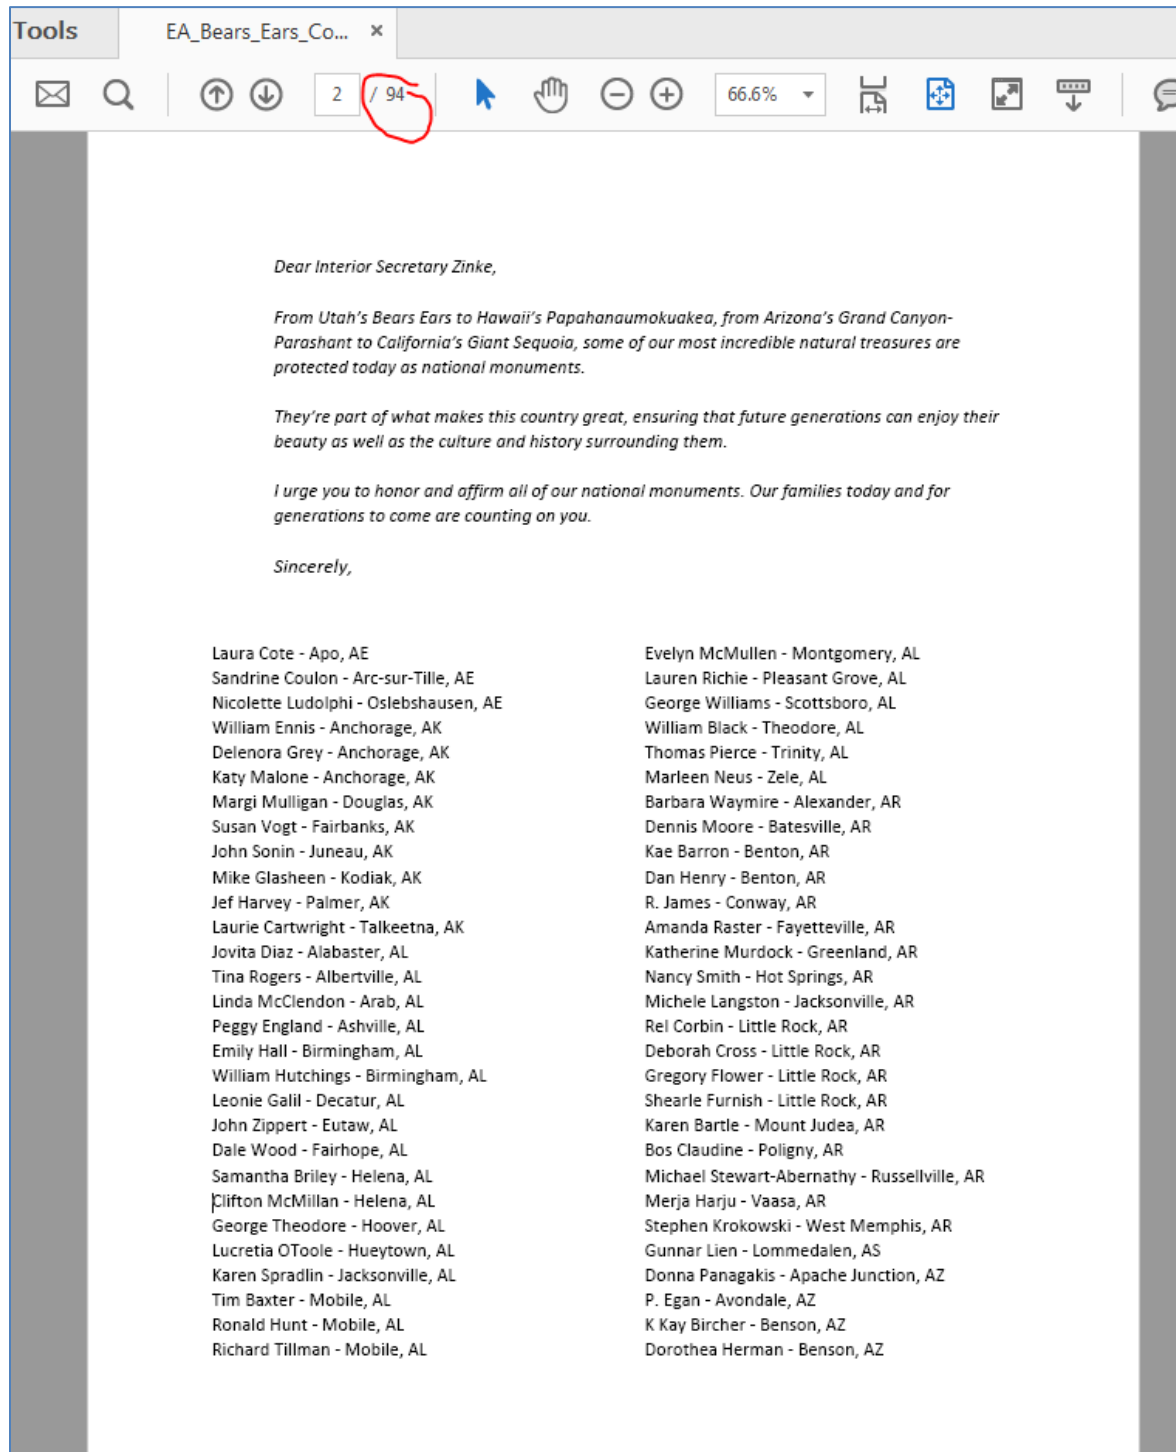 Tools
EA_Bears_Ears_Co... ×
2 / 94
66.6%
Dear Interior Secretary Zinke,
From Utah's Bears Ears to Hawaii's Papahanaumokuakea, from Arizona's Grand Canyon-
Parashant to California's Giant Sequoia, some of our most incredible natural treasures are
protected today as national monuments.
They're part of what makes this country great, ensuring that future generations can enjoy their
beauty as well as the culture and history surrounding them.
I urge you to honor and affirm all of our national monuments. Our families today and for
generations to come are counting on you.
Sincerely,
Laura Cote - Apo, AE
Sandrine Coulon - Arc-sur-Tille, AE
Nicolette Ludolphi - Oslebshausen, AE
William Ennis - Anchorage, AK
Delenora Grey - Anchorage, AK
Katy Malone - Anchorage, AK
Margi Mulligan - Douglas, AK
Susan Vogt - Fairbanks, AK
John Sonin - Juneau, AK
Mike Glasheen - Kodiak, AK
Jef Harvey - Palmer, AK
Laurie Cartwright - Talkeetna, AK
Jovita Diaz - Alabaster, AL
Tina Rogers - Albertville, AL
Linda McClendon - Arab, AL
Peggy England - Ashville, AL
Emily Hall - Birmingham, AL
William Hutchings - Birmingham, AL
Leonie Galil - Decatur, AL
John Zippert - Eutaw, AL
Dale Wood - Fairhope, AL
Samantha Briley - Helena, AL
Clifton McMillan - Helena, AL
George Theodore - Hoover, AL
Lucretia OToole - Hueytown, AL
Karen Spradlin - Jacksonville, AL
Tim Baxter - Mobile, AL
Ronald Hunt - Mobile, AL
Richard Tillman - Mobile, AL
Evelyn McMullen - Montgomery, AL
Lauren Richie - Pleasant Grove, AL
George Williams - Scottsboro, AL
William Black - Theodore, AL
Thomas Pierce - Trinity, AL
Marleen Neus - Zele, AL
Barbara Waymire - Alexander, AR
Dennis Moore - Batesville, AR
Kae Barron - Benton, AR
Dan Henry - Benton, AR
R. James - Conway, AR
Amanda Raster - Fayetteville, AR
Katherine Murdock - Greenland, AR
Nancy Smith - Hot Springs, AR
Michele Langston - Jacksonville, AR
Rel Corbin - Little Rock, AR
Deborah Cross - Little Rock, AR
Gregory Flower - Little Rock, AR
Shearle Furnish - Little Rock, AR
Karen Bartle - Mount Judea, AR
Bos Claudine - Poligny, AR
Michael Stewart-Abernathy - Russellville, AR
Merja Harju - Vaasa, AR
Stephen Krokowski - West Memphis, AR
Gunnar Lien - Lommedalen, AS
Donna Panagakis - Apache Junction, AZ
P. Egan - Avondale, AZ
K Kay Bircher - Benson, AZ
Dorothea Herman - Benson, AZ